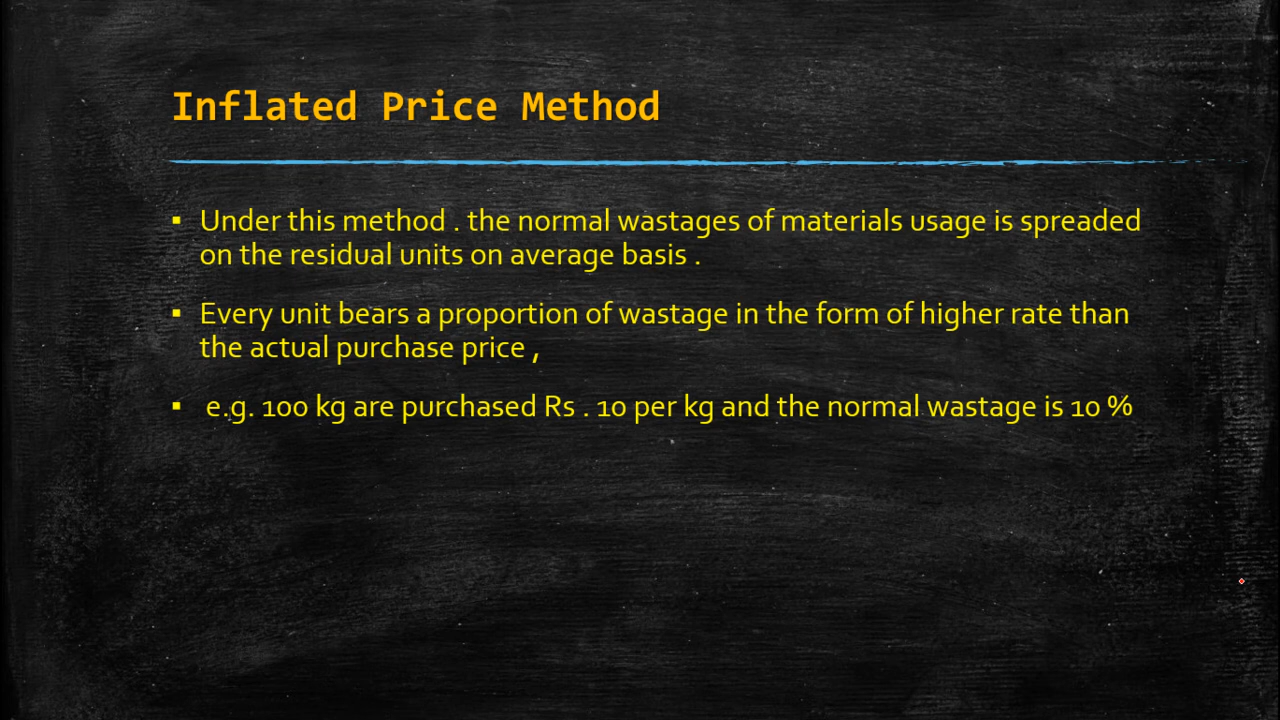 Inflated Price Method
▪ Under this method . the normal wastages of materials usage is spreaded
on the residual units on average basis .
▪ Every unit bears a proportion of wastage in the form of higher rate than
the actual purchase price ,
▪ e.g. 100 kg are purchased Rs . 10 per kg and the normal wastage is 10 %